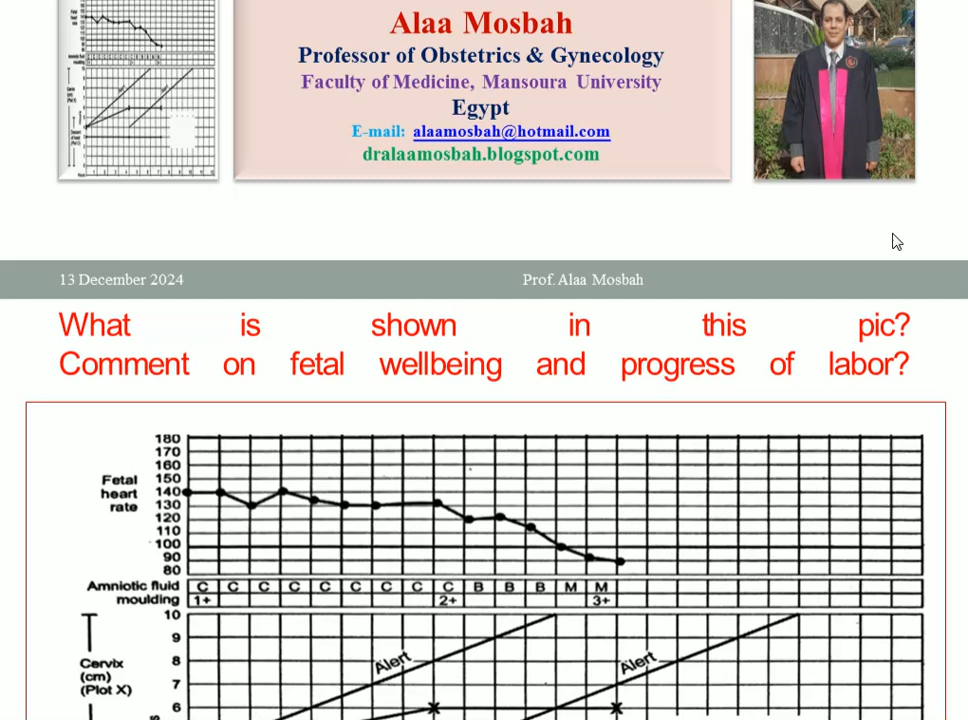 Alaa Mosbah
Professor of Obstetrics & Gynecology
Faculty of Medicine, Mansoura University
Egypt
E-mail: alaamosbah@hotmail.com
dralaamosbah.blogspot.com
13 December 2024 Prof. Alaa Mosbah
What is shown in this pic?
Comment on fetal wellbeing and progress of labor?
180
170
160
Fetal 150
heart 140
rate 130
120
110
100
90
80
Amniotic fluid C C C C C C C C C B B B M M
moulding 1+ 2+ 3+
10
9
Alert Alert
Cervix 8
(cm)
(Plot X) 7
6